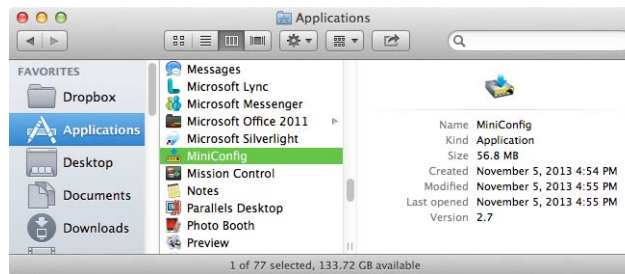 Applications
FAVORITES
Dropbox
Applications
Desktop
Documents
Downloads
Messages
Microsoft Lync
Microsoft Messenger
Microsoft Office 2011
Microsoft Silverlight
MiniConfig
Mission Control
Notes
Parallels Desktop
Photo Booth
Preview
Name MiniConfig
Kind Application
Size 56.8 MB
Created November 5, 2013 4:54 PM
Modified November 5, 2013 4:55 PM
Last opened November 5, 2013 4:55 PM
Version 2.7
1 of 77 selected, 133.72 GB available